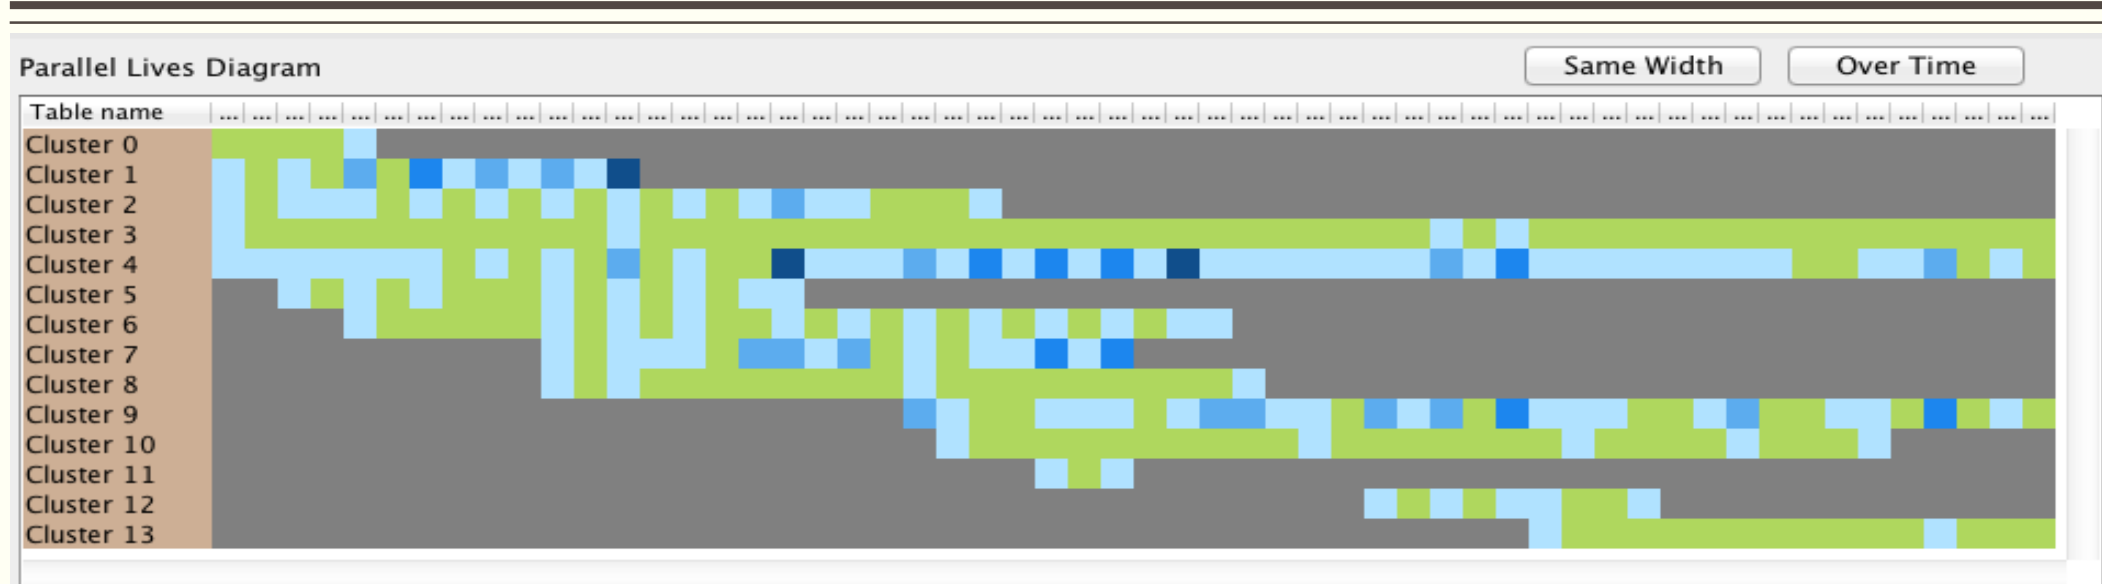 Parallel Lives Diagram Same Width Over Time
Table name ... ... ... ... ... ... ... ... ... ... ... ... ... ... ... ... ... ... ... ... ... ... ... ... ... ... ... ... ... ... ... ... ... ... ... ... ... ... ... ... ... ... ... ... ... ... ... ... ... ... ... ... ... ... ... ...
Cluster 0
Cluster 1
Cluster 2
Cluster 3
Cluster 4
Cluster 5
Cluster 6
Cluster 7
Cluster 8
Cluster 9
Cluster 10
Cluster 11
Cluster 12
Cluster 13